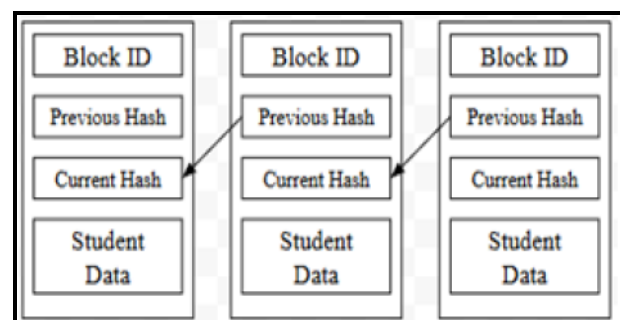 Block ID
Previous Hash
Current Hash
Student
Data
Block ID
Previous Hash
Current Hash
Student
Data
Block ID
Previous Hash
Current Hash
Student
Data